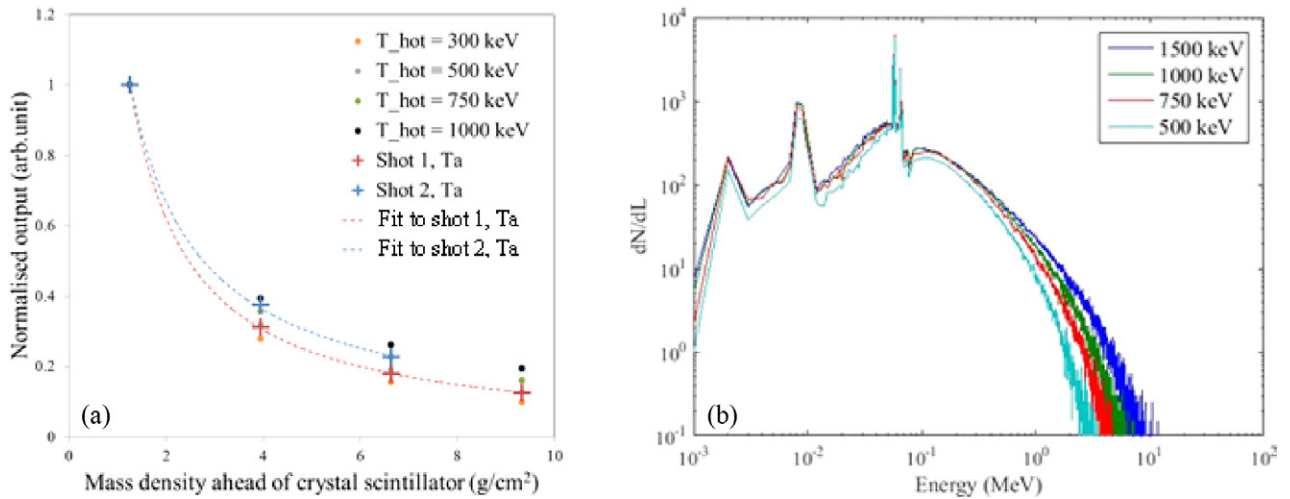 1.2
1
0.8
0.6
0.4
0.2
0
Normalised output (arb.unit)
T_hot = 300 keV
T_hot = 500 keV
T_hot = 750 keV
T_hot = 1000 keV
Shot 1, Ta
Shot 2, Ta
Fit to shot 1, Ta
Fit to shot 2, Ta
(a)
0 2 4 6 8 10
Mass density ahead of crystal scintillator (g/cm²)
10⁴
10³
10²
10¹
10⁰
10⁻¹
dN/dL
1500 keV
1000 keV
750 keV
500 keV
(b)
10⁻³ 10⁻² 10⁻¹ 10⁰ 10¹ 10²
Energy (MeV)